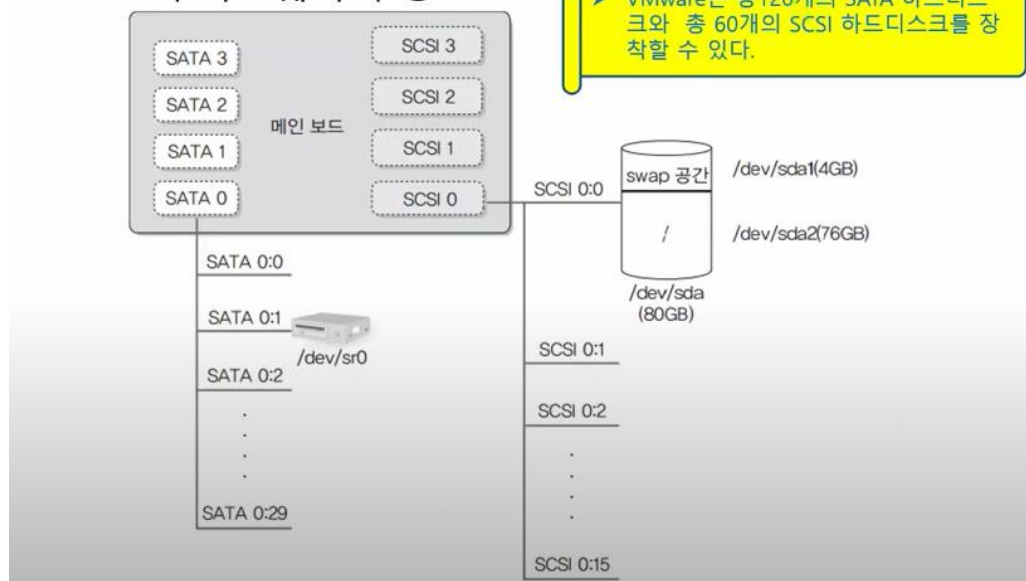 크와 총 60개의 SCSI 하드디스
크를 장
착할 수 있다.
SATA 3
SATA 2
SATA 1
SATA 0
메인 보드
SCSI 3
SCSI 2
SCSI 1
SCSI 0
SATA 0:0
SATA 0:1
/dev/sr0
SATA 0:2
SATA 0:29
SCSI 0:0
swap 공간
/
/dev/sda1(4GB)
/dev/sda2(76GB)
/dev/sda
(80GB)
SCSI 0:1
SCSI 0:2
SCSI 0:15